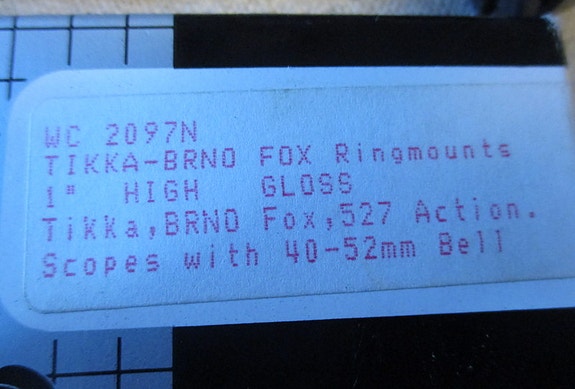 WC 2097N
TIKKA-BRNO FOX Ringmounts
1" HIGH GLOSS
Tikka,BRNO Fox,527 Action.
Scopes with 40-52mm Bell